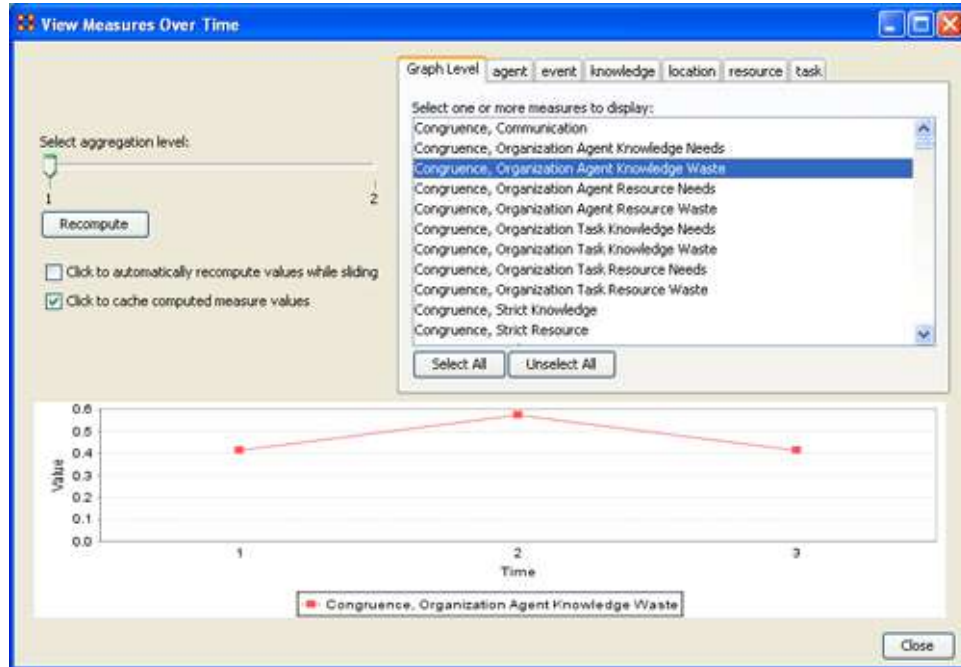 View Measures Over Time
Graph Level agent event knowledge location resource task
Select one or more measures to display:
Congruence, Communication
Congruence, Organization Agent Knowledge Needs
Congruence, Organization Agent Knowledge Waste
Congruence, Organization Agent Resource Needs
Congruence, Organization Agent Resource Waste
Congruence, Organization Task Knowledge Needs
Congruence, Organization Task Knowledge Waste
Congruence, Organization Task Resource Needs
Congruence, Organization Task Resource Waste
Congruence, Strict Knowledge
Congruence, Strict Resource
Select All Unselect All
Select aggregation level:
1 2
Recompute
Click to automatically recompute values while sliding
Click to cache computed measure values
Value
0.6
0.5
0.4
0.3
0.2
0.1
0.0
1 2 3
Time
Congruence, Organization Agent Knowledge Waste
Close